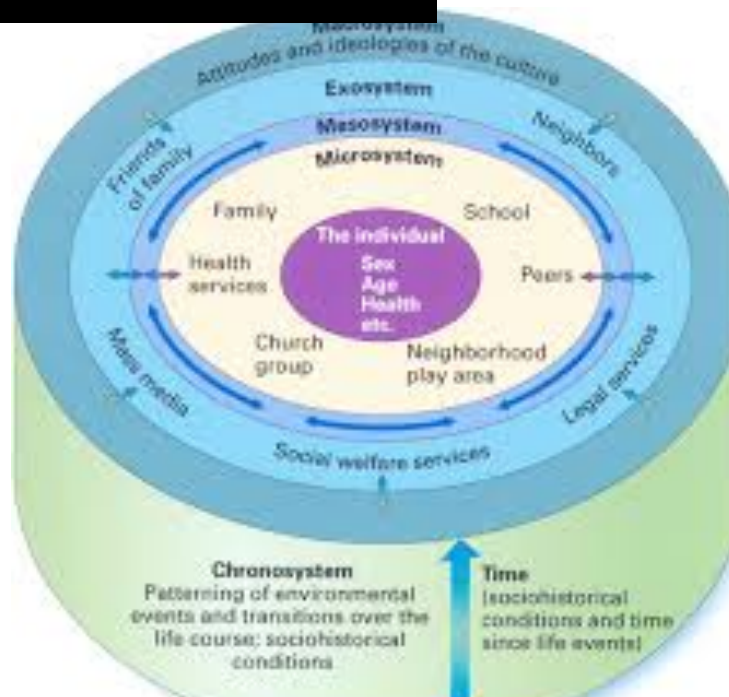 Macrosystem
Attitudes and ideologies of the culture
Exosystem
Mesosystem
Microsystem
Friends
of family
Neighbors
Family
School
The individual
Sex
Age
Health
etc.
Health
services
Peers
Church
group
Neighborhood
play area
Mass media
Legal services
Social welfare services
Chronosystem
Patterning of environmental
events and transitions over the
life course; sociohistorical
conditions
Time
(sociohistorical
conditions and time
since life events)